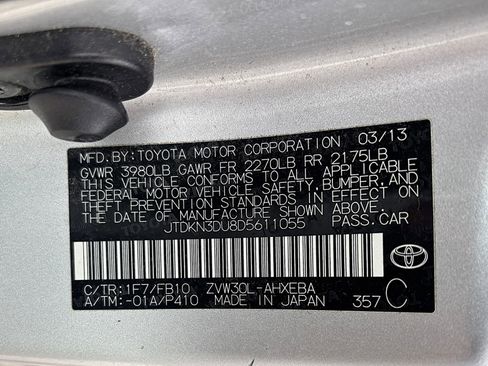 MFD. BY: TOYOTA MOTOR CORPORATION 03/13
GVWR 3980LB GAWR FR 2270LB RR 2175LB
THIS VEHICLE CONFORMS TO ALL APPLICABLE
FEDERAL MOTOR VEHICLE SAFETY, BUMPER, AND
THEFT PREVENTION STANDARDS IN EFFECT ON
THE DATE OF MANUFACTURE SHOWN ABOVE.
JTDKN3DU8D5611055 PASS. CAR
C/TR: 1F7/FB10 ZVW30L-AHXEBA
A/TM: -01A/P410 MADE IN JAPAN 357 C